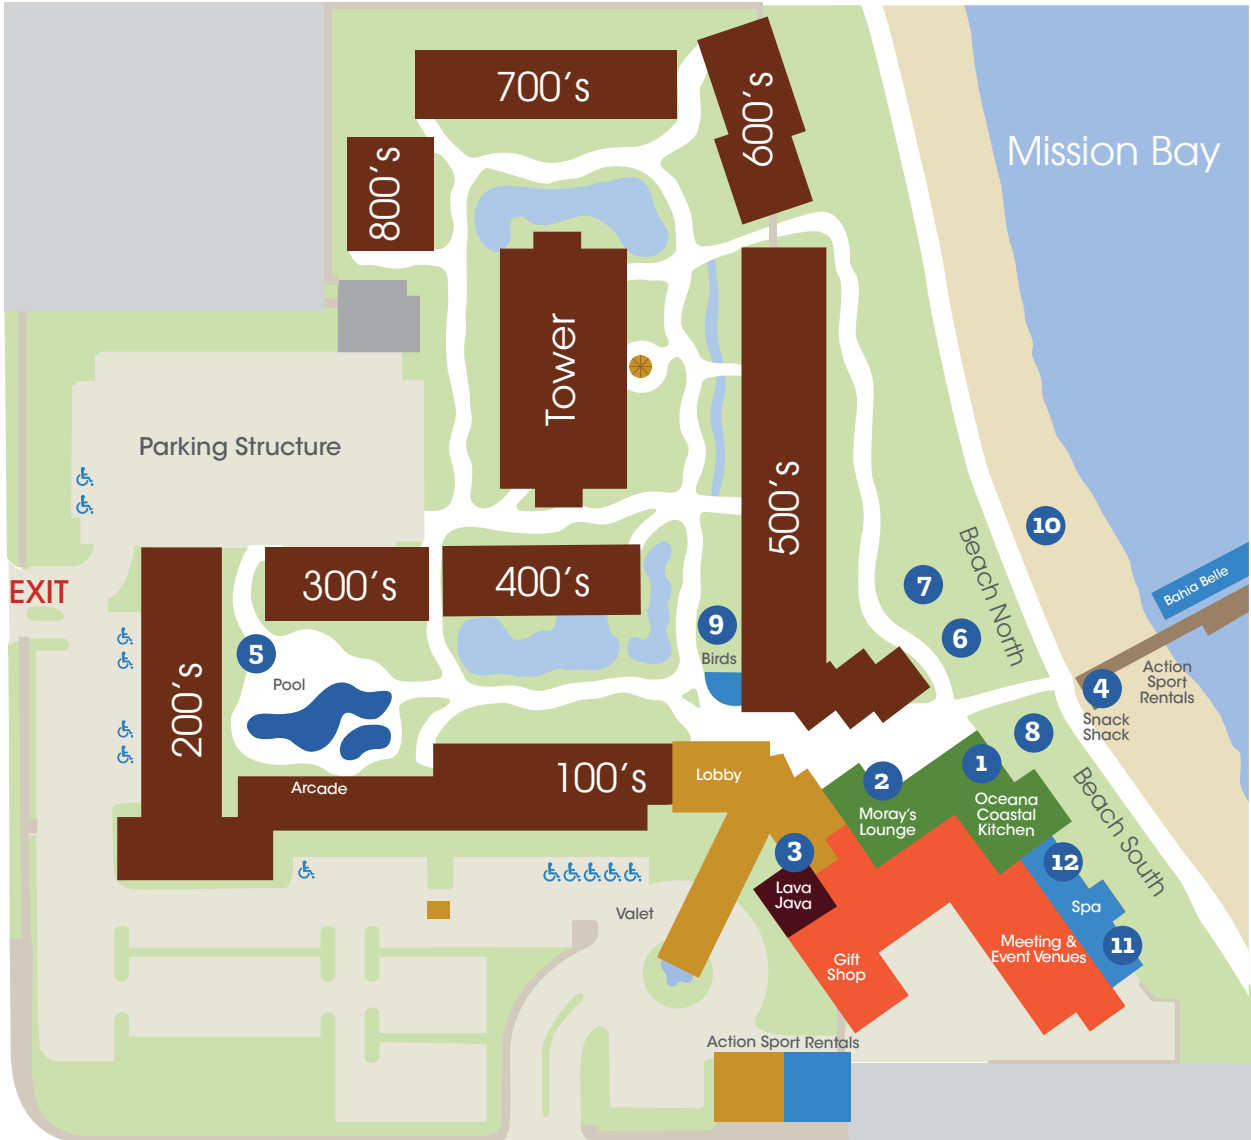 700's
600's
Mission Bay
800's
Tower
Parking Structure
500's
10
EXIT
300's
400's
Beach North
7
Bahia Belle
9
Birds
6
5
Pool
200's
Action
Sport
Rentals
4
Snack
Shack
8
1
Oceana
Coastal
Kitchen
2
Moray's
Lounge
Lobby
100's
Arcade
Beach South
3
Lava
Java
12
Spa
11
Valet
Meeting &
Event Venues
Gift
Shop
Action Sport Rentals